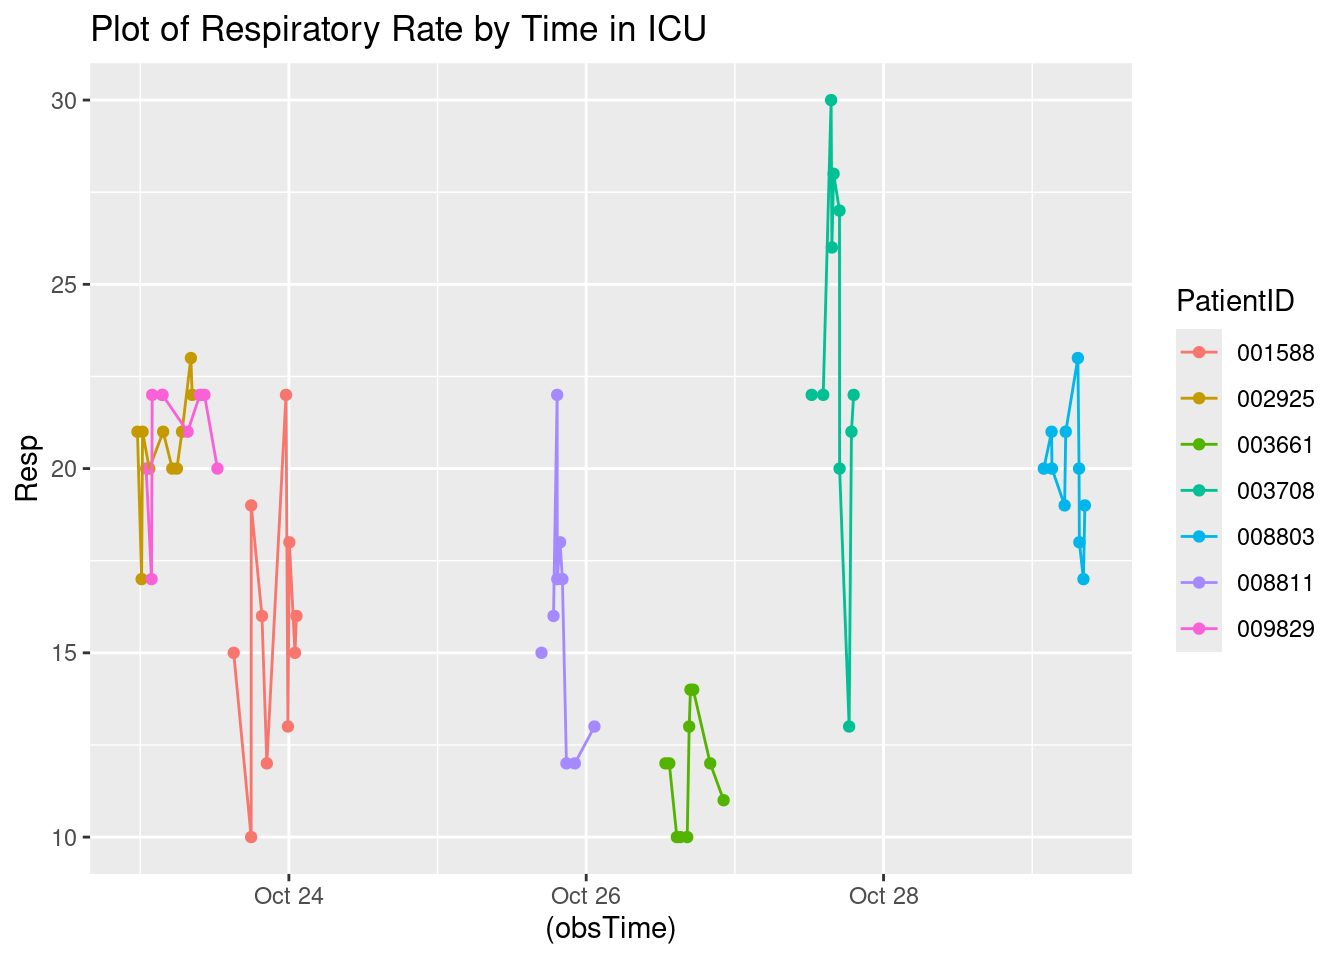 Plot of Respiratory Rate by Time in ICU
30
25
20
15
10
Resp
Oct 24
Oct 26
Oct 28
(obsTime)
PatientID
001588
002925
003661
003708
008803
008811
009829